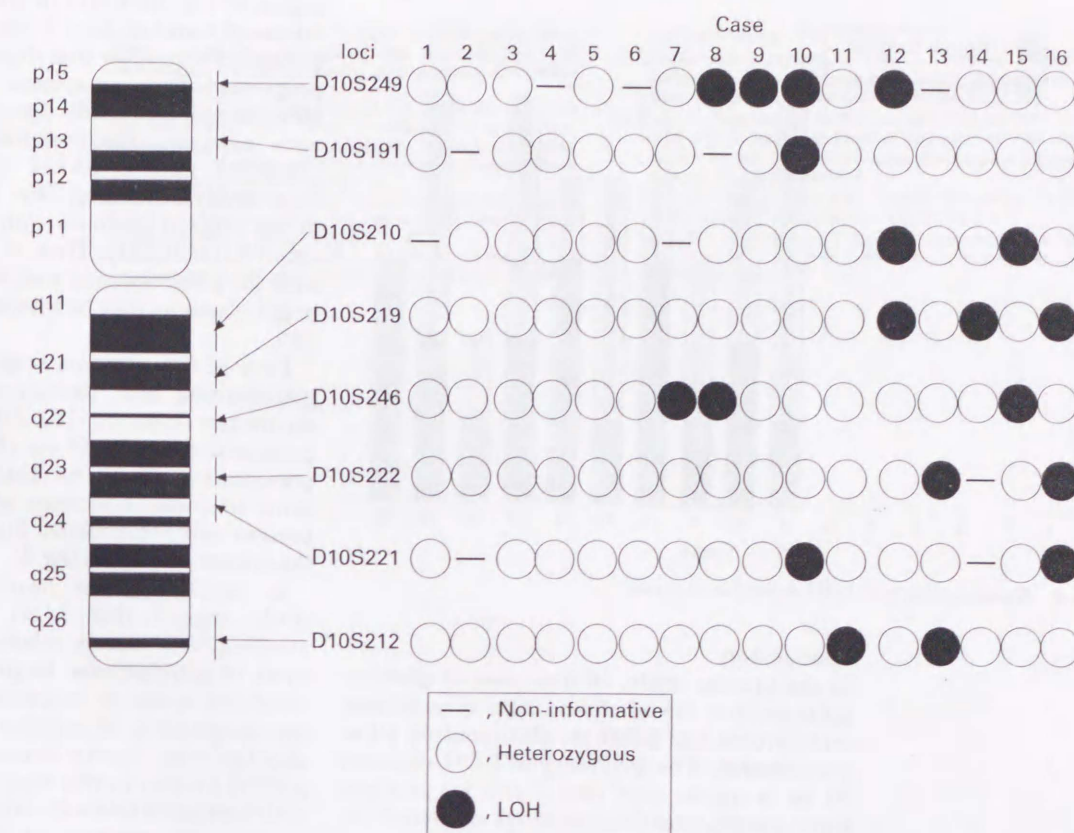 Case
loci 1 2 3 4 5 6 7 8 9 10 11 12 13 14 15 16
p15
D10S249
p14
p13
D10S191
p12
p11
D10S210
q11
D10S219
q21
D10S246
q22
q23
D10S222
q24
D10S221
q25
q26
D10S212
— , Non-informative
, Heterozygous
, LOH